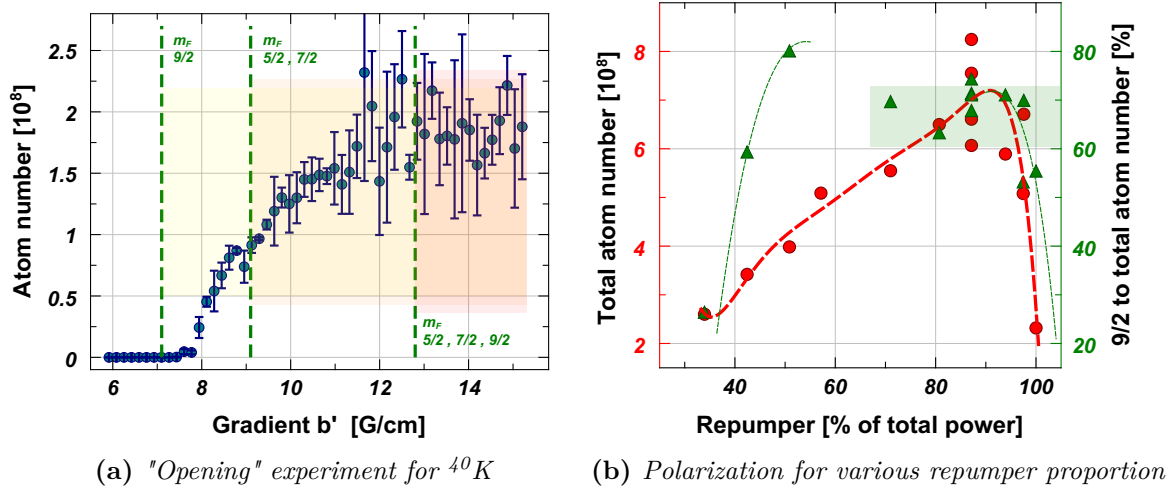 Atom number [10⁸]
2.5
2
1.5
1
0.5
0
m_F
9/2
m_F
5/2 , 7/2
m_F
5/2 , 7/2 , 9/2
6 8 10 12 14
Gradient b' [G/cm]
(a) "Opening" experiment for ⁴⁰K
Total atom number [10⁸]
8
6
4
2
80
60
40
20
9/2 to total atom number [%]
40 60 80 100
Repumper [% of total power]
(b) Polarization for various repumper proportion